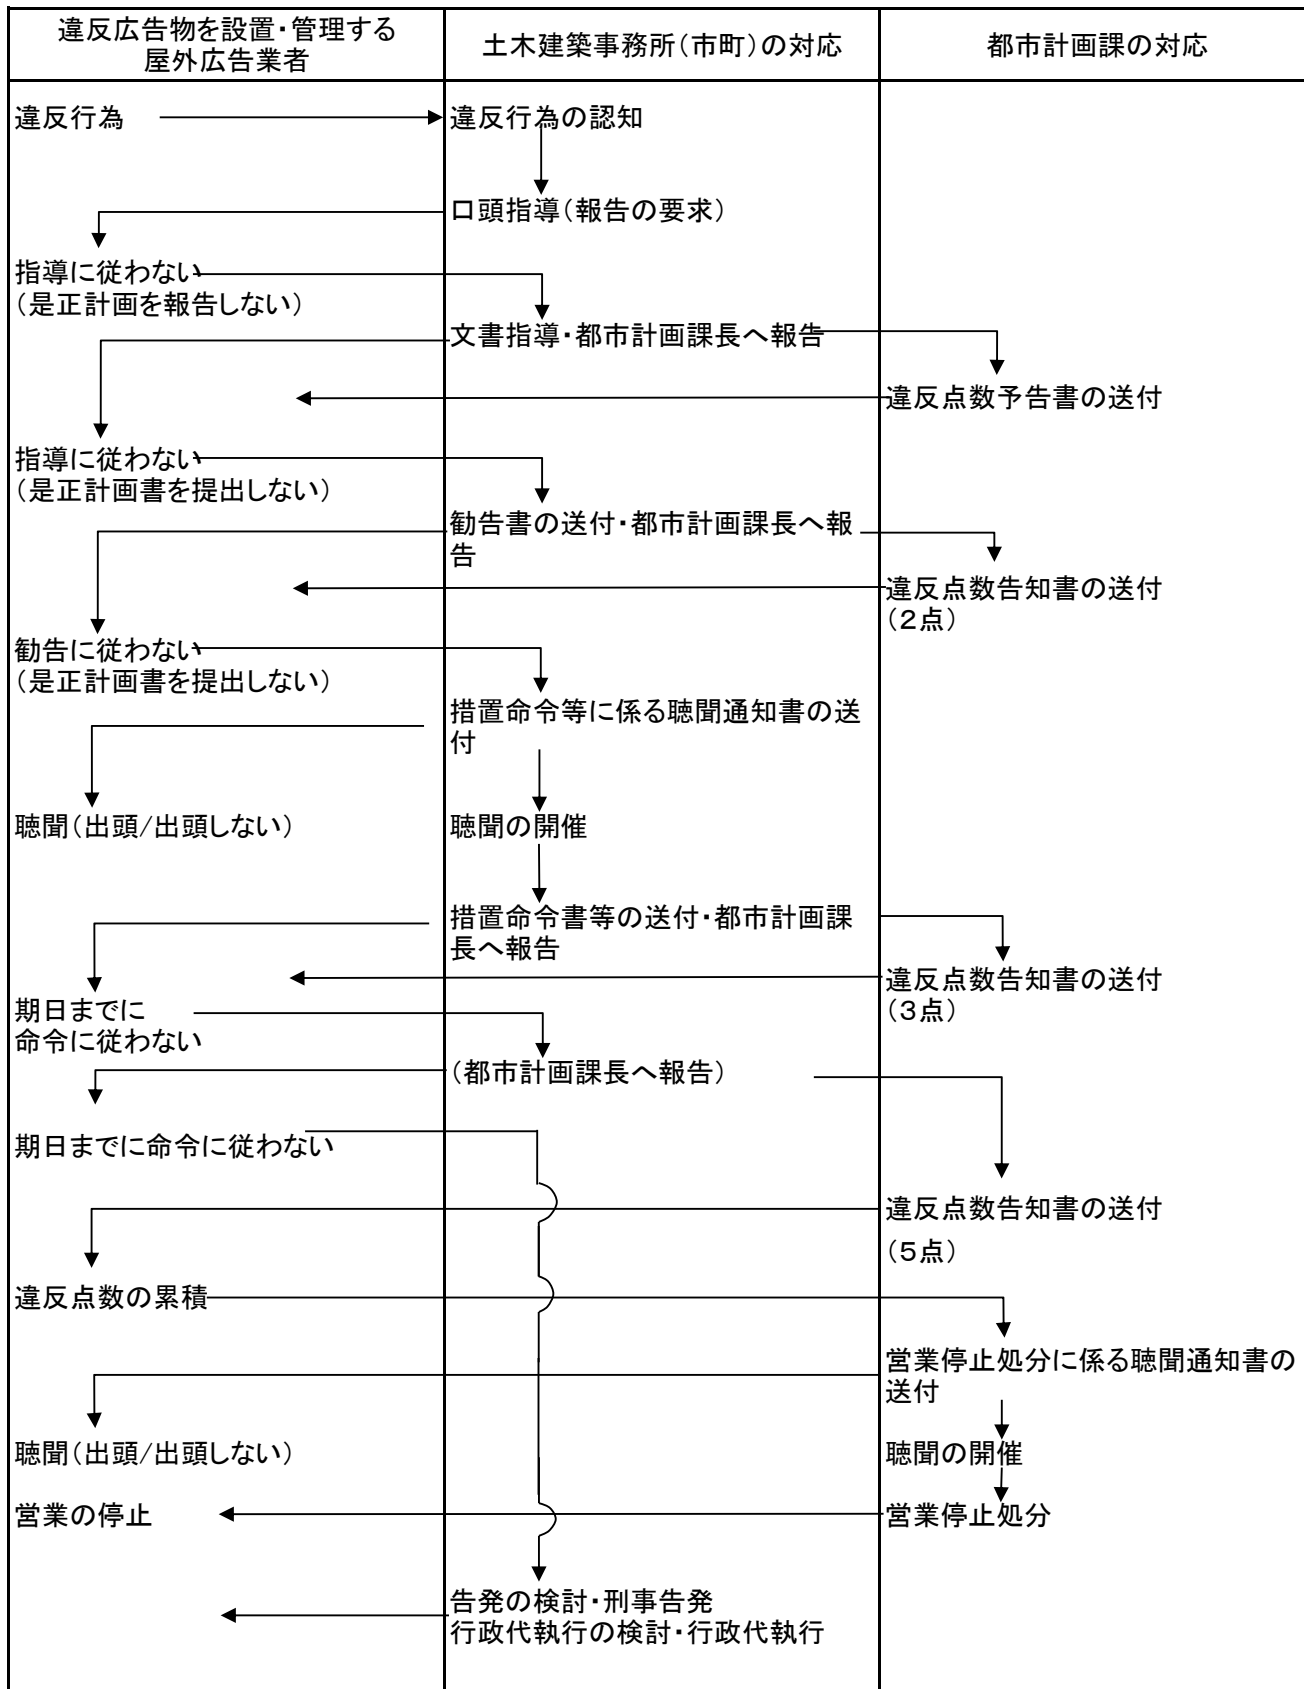 違反広告物を設置・管理する
屋外広告業者
土木建築事務所(市町)の対応
都市計画課の対応
違反行為
違反行為の認知
口頭指導(報告の要求)
指導に従わない
(是正計画を報告しない)
文書指導・都市計画課長へ報告
違反点数予告書の送付
指導に従わない
(是正計画書を提出しない)
勧告書の送付・都市計画課長へ報
告
違反点数告知書の送付
(2点)
勧告に従わない
(是正計画書を提出しない)
措置命令等に係る聴聞通知書の送
付
聴聞(出頭/出頭しない)
聴聞の開催
措置命令書等の送付・都市計画課
長へ報告
違反点数告知書の送付
(3点)
期日までに
命令に従わない
(都市計画課長へ報告)
期日までに命令に従わない
違反点数告知書の送付
(5点)
違反点数の累積
営業停止処分に係る聴聞通知書の
送付
聴聞(出頭/出頭しない)
聴聞の開催
営業の停止
営業停止処分
告発の検討・刑事告発
行政代執行の検討・行政代執行